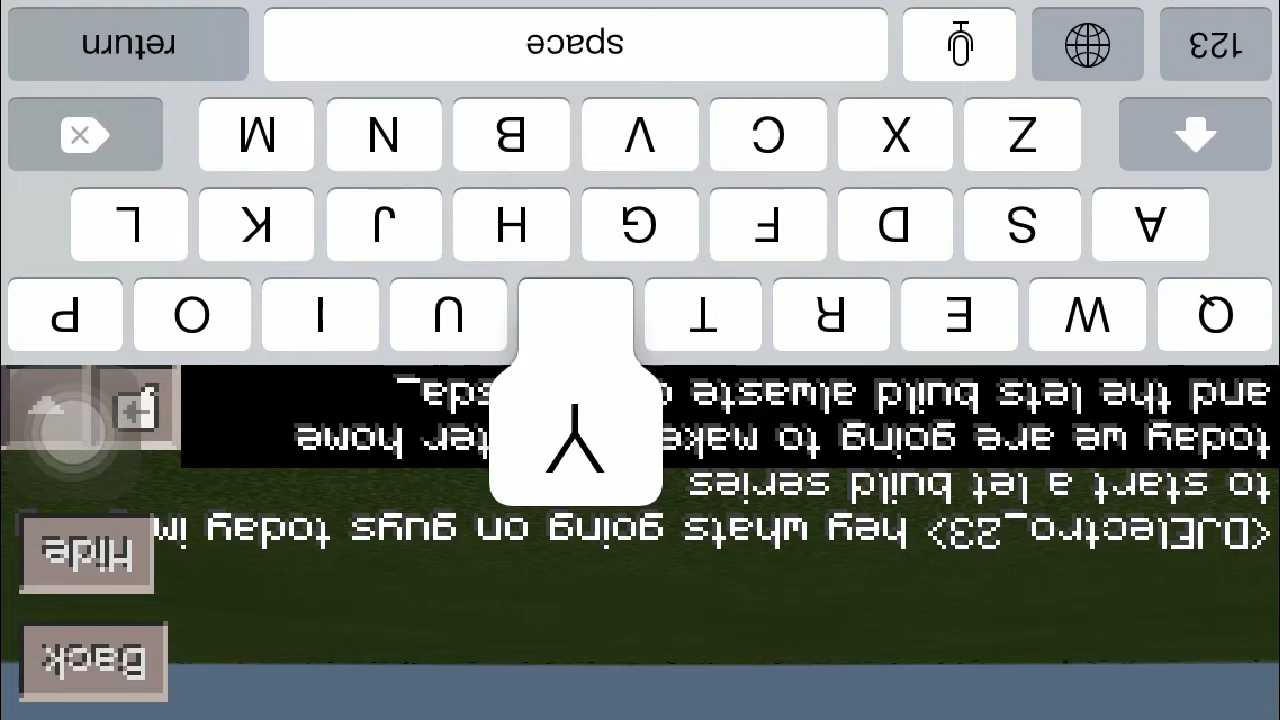 Back
Hide
<DJElectro_23> hey whats going on guys today im
to start a let build series
today we are going to make home
and the lets build alwaste
Q W E R T Y U I O P
A S D F G H J K L
Z X C V B N M
123 space return